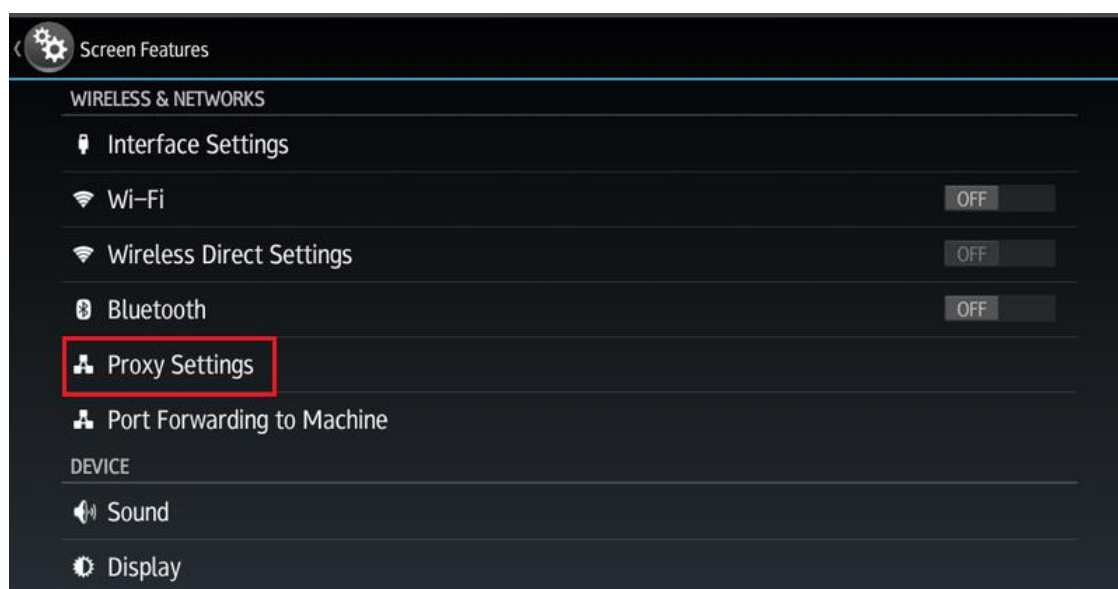 Screen Features
WIRELESS & NETWORKS
Interface Settings
Wi-Fi
OFF
Wireless Direct Settings
OFF
Bluetooth
OFF
Proxy Settings
Port Forwarding to Machine
DEVICE
Sound
Display